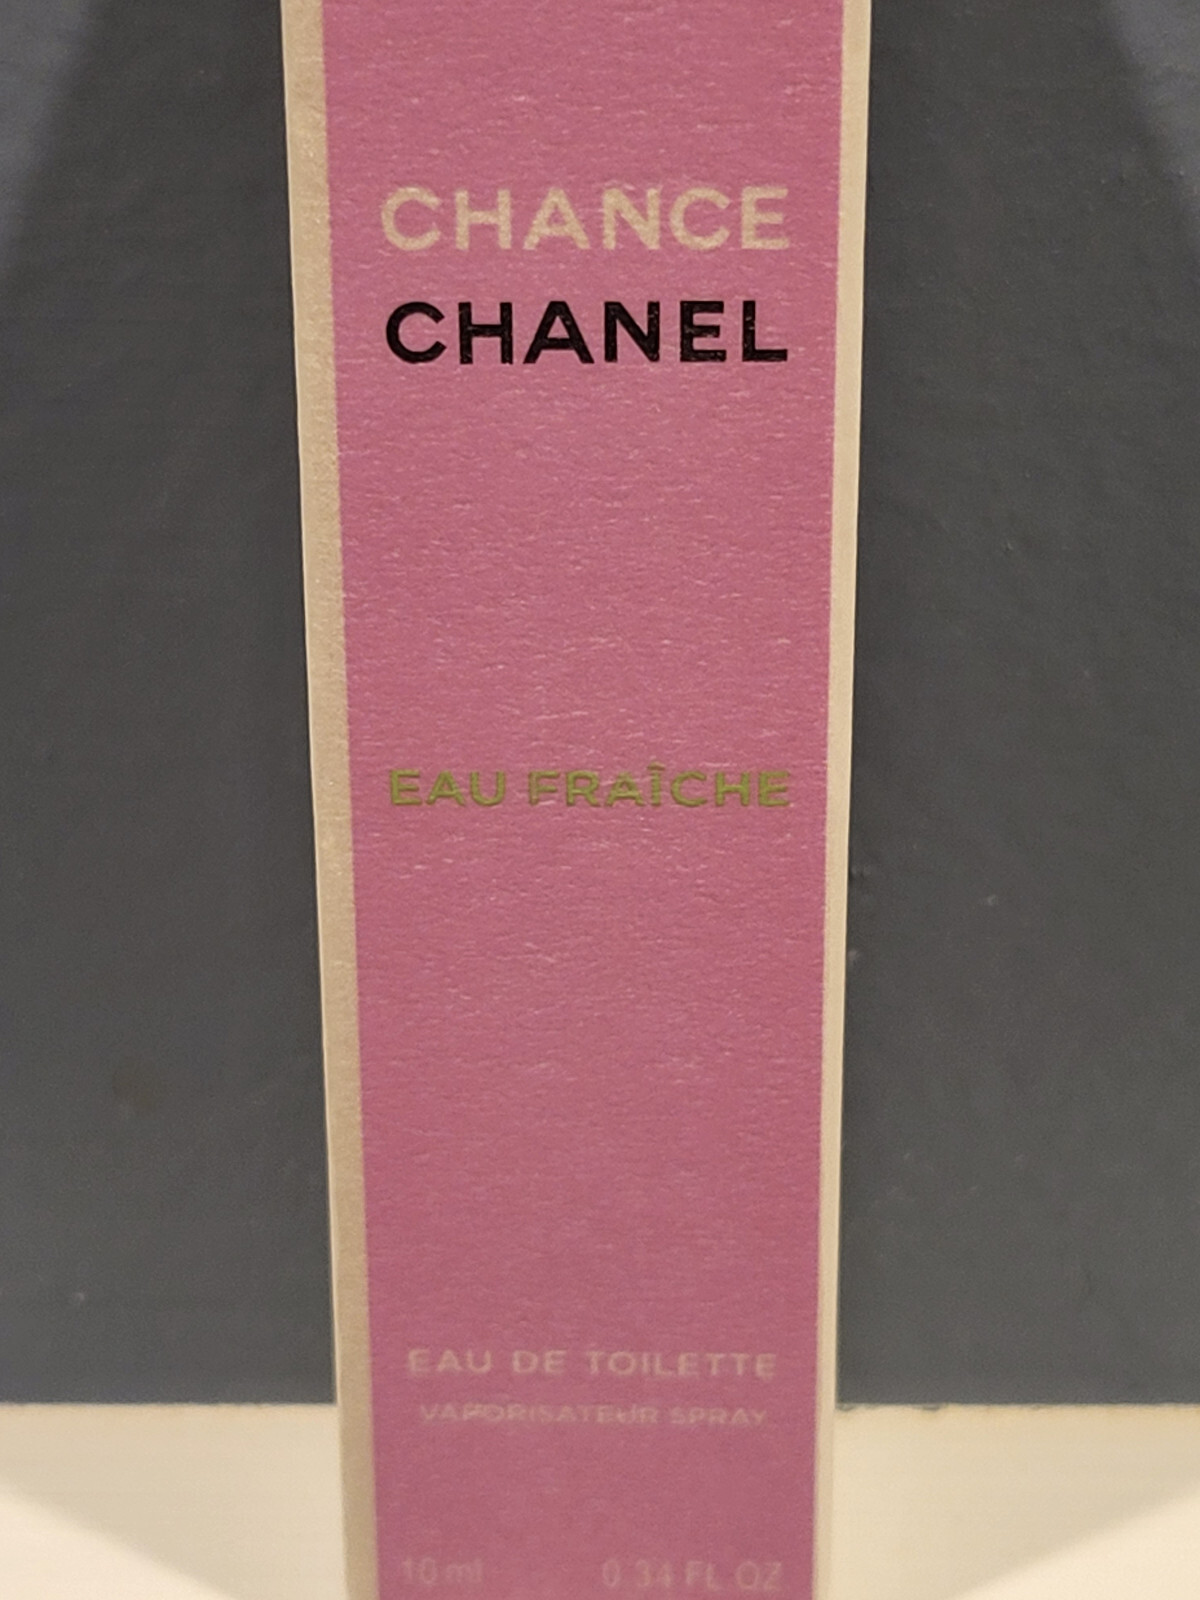 CHANCE
CHANEL
EAU FRAÎCHE
EAU DE TOILETTE
VAPORISATEUR SPRAY
10 ml 0.34 FL OZ